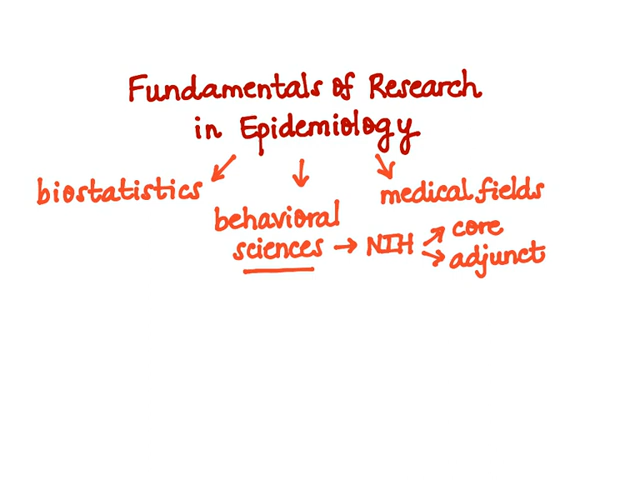 Fundamentals of Research
in Epidemiology
biostatistics
behavioral
sciences → NIH
medical fields
core
adjunct